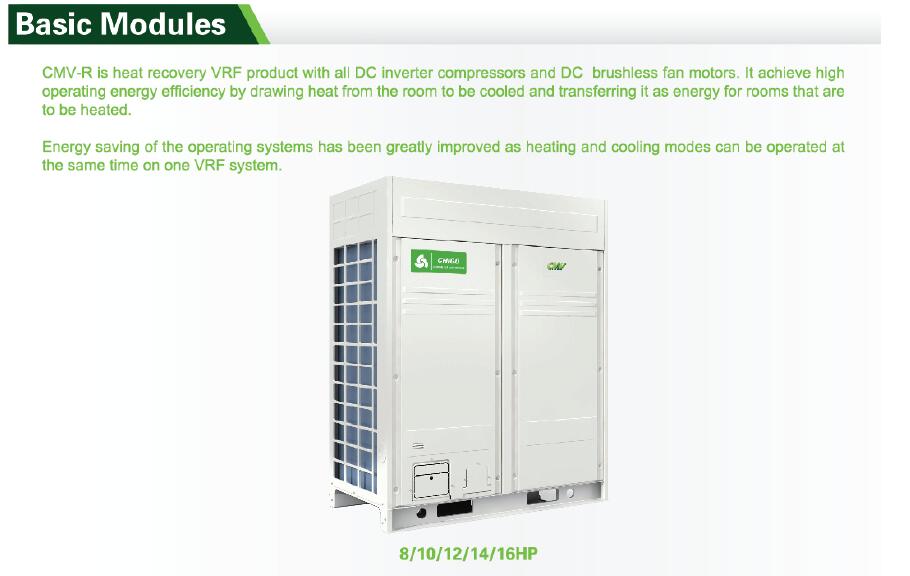 Basic Modules
CMV-R is heat recovery VRF product with all DC inverter compressors and DC brushless fan motors. It achieve high
operating energy efficiency by drawing heat from the room to be cooled and transferring it as energy for rooms that are
to be heated.
Energy saving of the operating systems has been greatly improved as heating and cooling modes can be operated at
the same time on one VRF system.
CHIGO
CMV
8/10/12/14/16HP